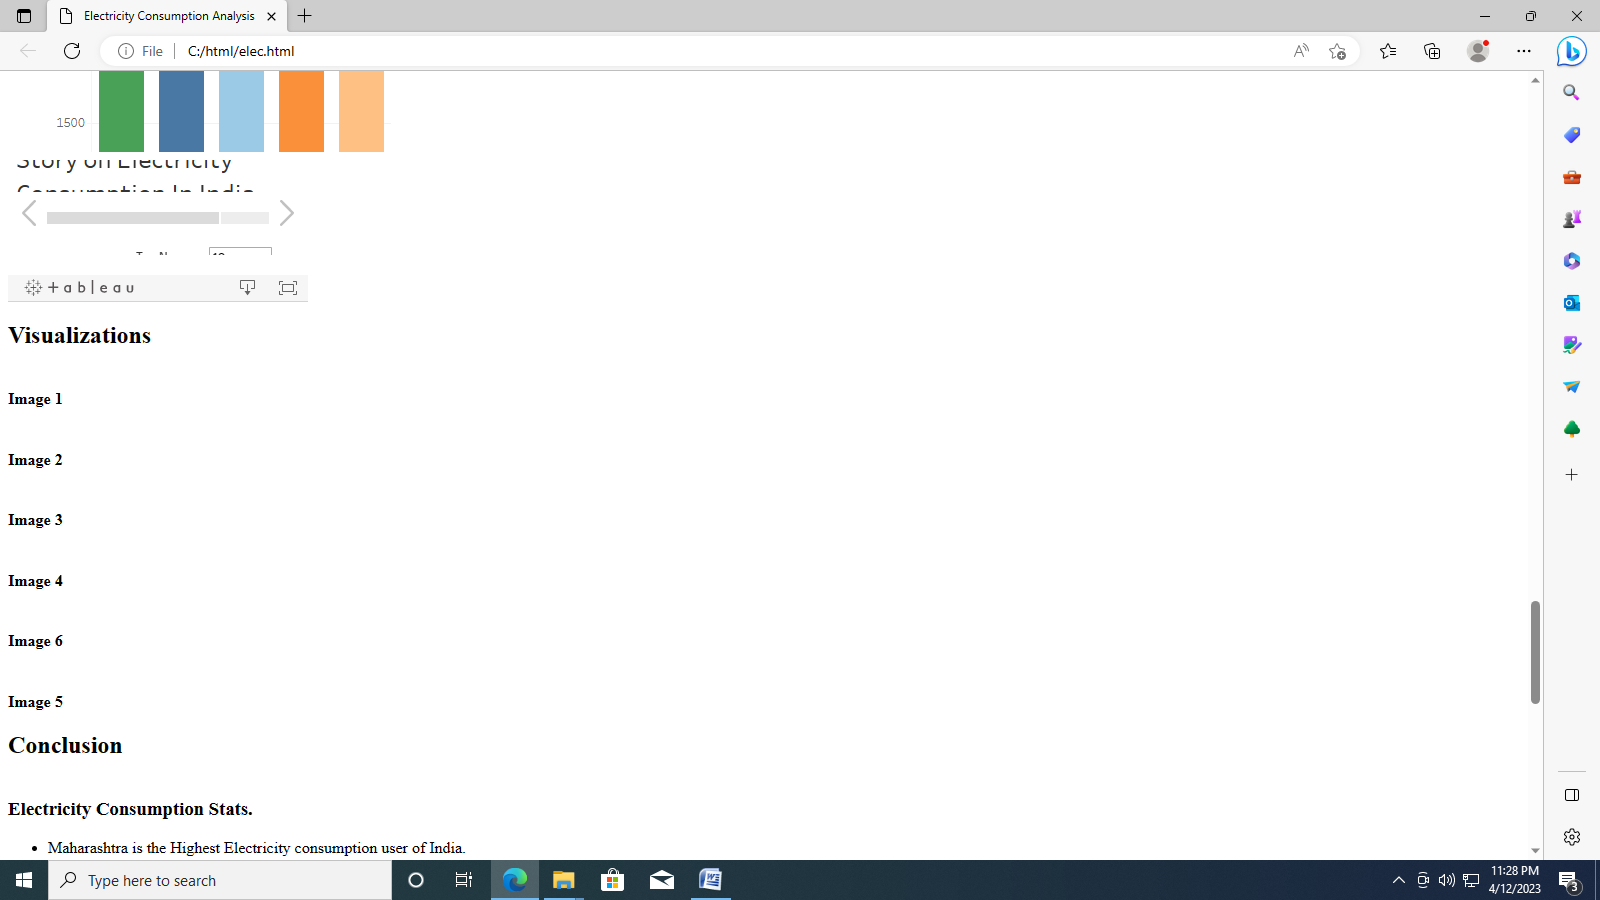 Electricity Consumption Analysis
File
C:/html/elec.html
1500
Story on Electricity
Consumption In India
+ableau
Visualizations
Image 1
Image 2
Image 3
Image 4
Image 6
Image 5
Conclusion
Electricity Consumption Stats.
• Maharashtra is the Highest Electricity consumption user of India.
Type here to search
11:28 PM
4/12/2023
3